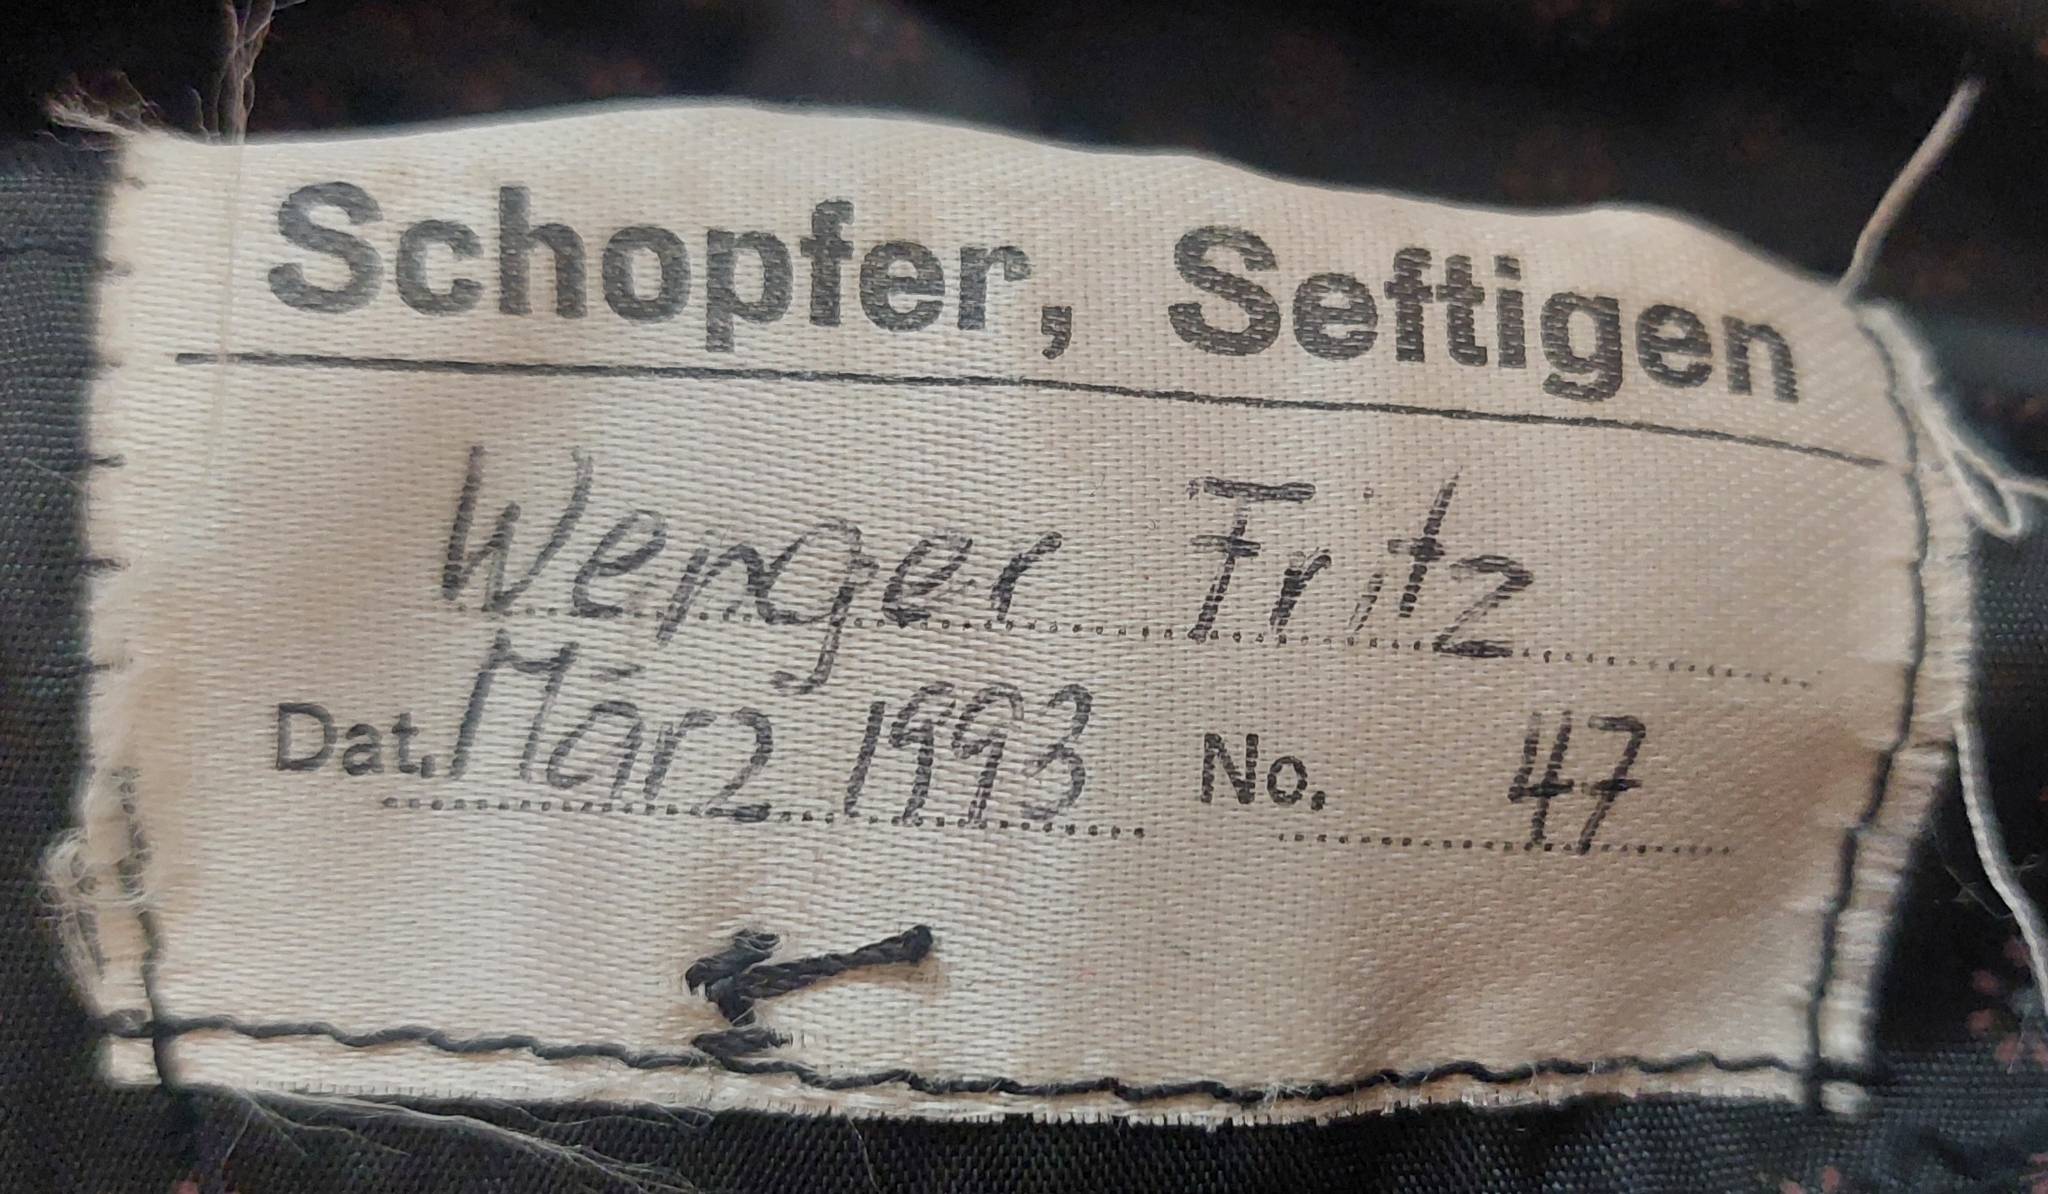 Schopfer, Seftigen
Wenger Fritz
Dat. März 1993 No. 47